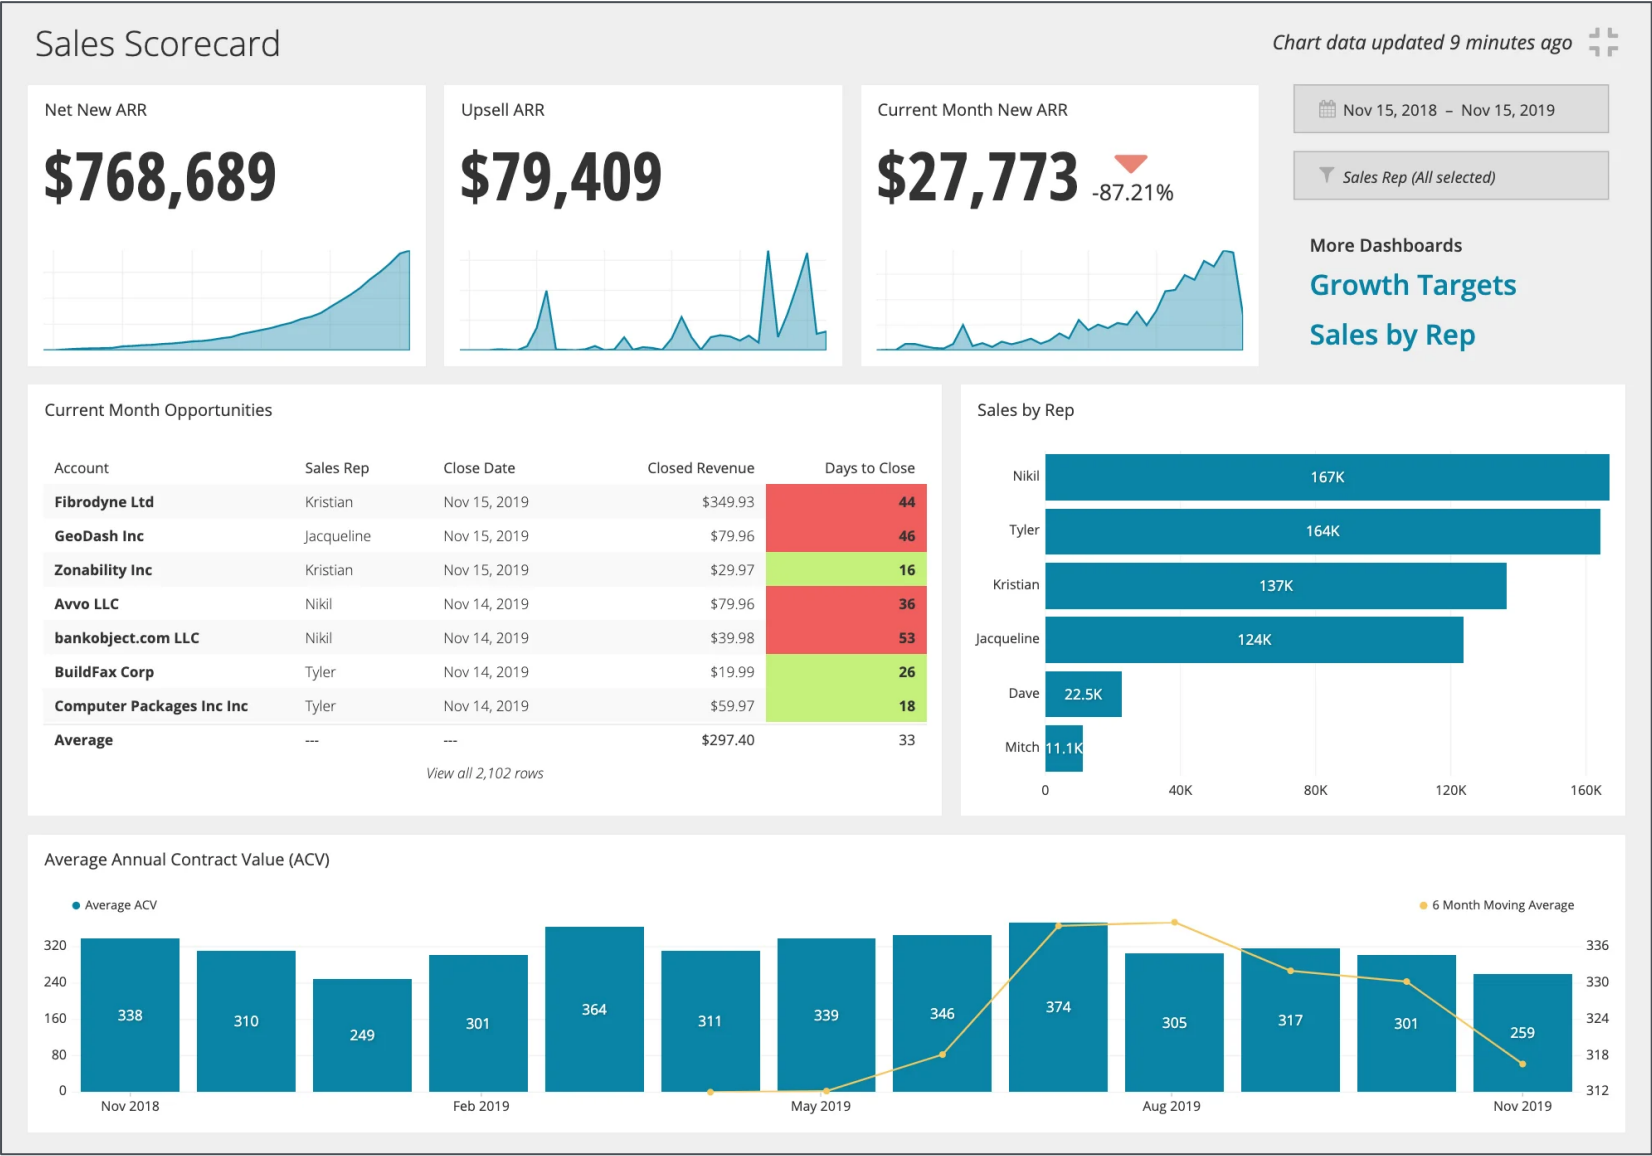 Sales Scorecard
Chart data updated 9 minutes ago
Net New ARR
$768,689
Upsell ARR
$79,409
Current Month New ARR
$27,773
-87.21%
Nov 15, 2018 – Nov 15, 2019
Sales Rep (All selected)
More Dashboards
Growth Targets
Sales by Rep
Current Month Opportunities
Account Sales Rep Close Date Closed Revenue Days to Close
Fibrodyne Ltd Kristian Nov 15, 2019 $349.93 44
GeoDash Inc Jacqueline Nov 15, 2019 $79.96 46
Zonability Inc Kristian Nov 15, 2019 $29.97 16
Avvo LLC Nikil Nov 14, 2019 $79.96 36
bankobject.com LLC Nikil Nov 14, 2019 $39.98 53
BuildFax Corp Tyler Nov 14, 2019 $19.99 26
Computer Packages Inc Inc Tyler Nov 14, 2019 $59.97 18
Average --- --- $297.40 33
View all 2,102 rows
Sales by Rep
Nikil 167K
Tyler 164K
Kristian 137K
Jacqueline 124K
Dave 22.5K
Mitch 11.1K
0 40K 80K 120K 160K
Average Annual Contract Value (ACV)
Average ACV
6 Month Moving Average
320
240
160
80
0
338 310 249 301 364 311 339 346 374 305 317 301 259
336
330
324
318
312
Nov 2018 Feb 2019 May 2019 Aug 2019 Nov 2019